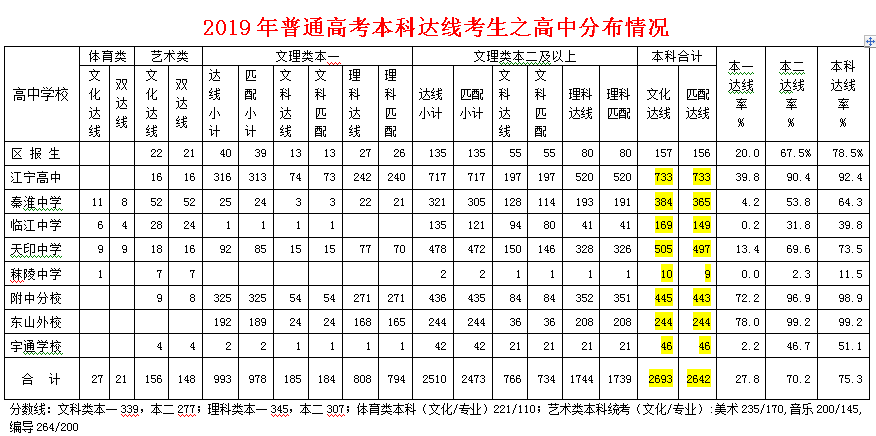 2019年普通高考本科达线考生之高中分布情况
高中学校 体育类 艺术类 文理类本一 文理类本二及以上 本科合计 本一达线率% 本二达线率% 本科达线率%
文化达线 双达线 文化达线 双达线 达线小计 匹配小计 文科达线 文科匹配 理科达线 理科匹配 达线小计 匹配小计 文科达线 文科匹配 理科达线 理科匹配 文化达线 匹配达线
区报生 22 21 40 39 13 13 27 26 135 135 55 55 80 80 157 156 20.0 67.5% 78.5%
江宁高中 16 16 316 313 74 73 242 240 717 717 197 197 520 520 733 733 39.8 90.4 92.4
秦淮中学 11 8 52 52 25 24 3 3 22 21 321 305 128 114 193 191 384 365 4.2 53.8 64.3
临江中学 6 4 28 24 1 1 1 1 135 121 94 80 41 41 169 149 0.2 31.8 39.8
天印中学 9 9 18 16 92 85 15 15 77 70 478 472 150 146 328 326 505 497 13.4 69.6 73.5
秣陵中学 1 7 7 2 2 1 1 1 1 10 9 0.0 2.3 11.5
附中分校 9 8 325 325 54 54 271 271 436 435 84 84 352 351 445 443 72.2 96.9 98.9
东山外校 192 189 24 24 168 165 244 244 36 36 208 208 244 244 78.0 99.2 99.2
宇通学校 4 4 2 2 1 1 1 1 42 42 21 21 21 21 46 46 2.2 46.7 51.1
合 计 27 21 156 148 993 978 185 184 808 794 2510 2473 766 734 1744 1739 2693 2642 27.8 70.2 75.3
分数线：文科类本一339，本二277；理科类本一345，本二307；体育类本科（文化/专业）221/110；艺术类本科统考（文化/专业）:美术235/170,音乐200/145,
编导264/200